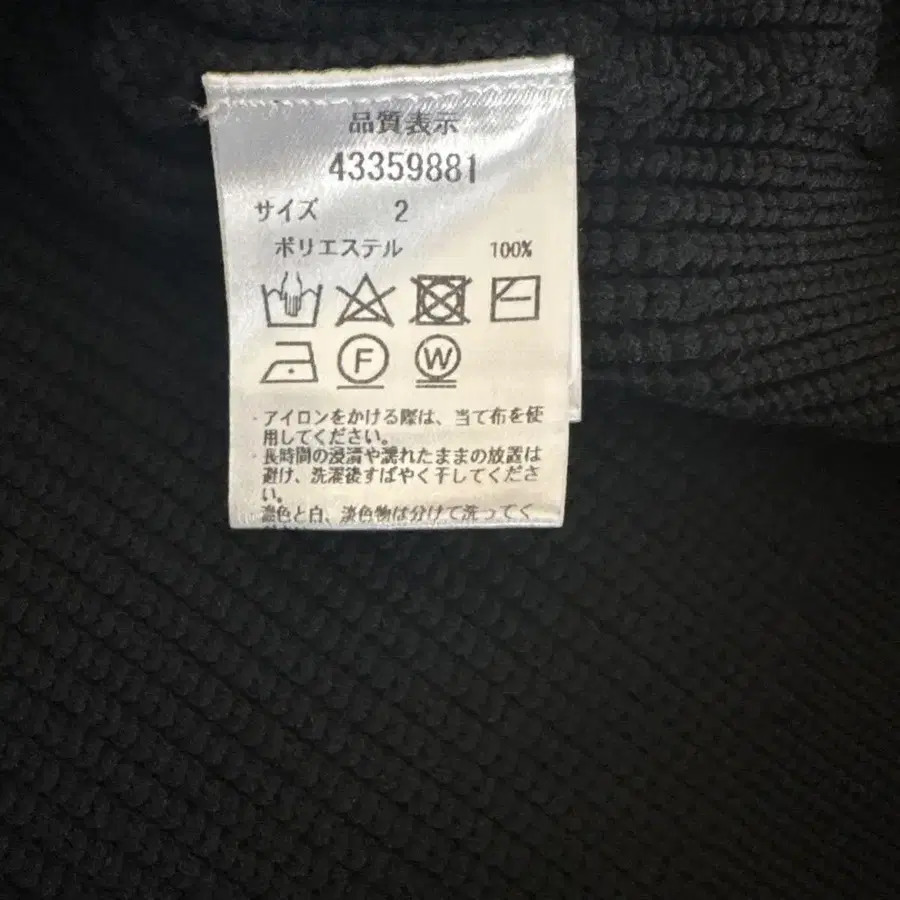 品質表示
43359881
サイズ 2
ポリエステル 100%
F W
・アイロンをかける際は、当て布を使
用してください。
・長時間の浸漬や濡れたままの放置は
避け、洗濯後すばやく干してくださ
い。
濃色と白、淡色物は分けて洗ってく